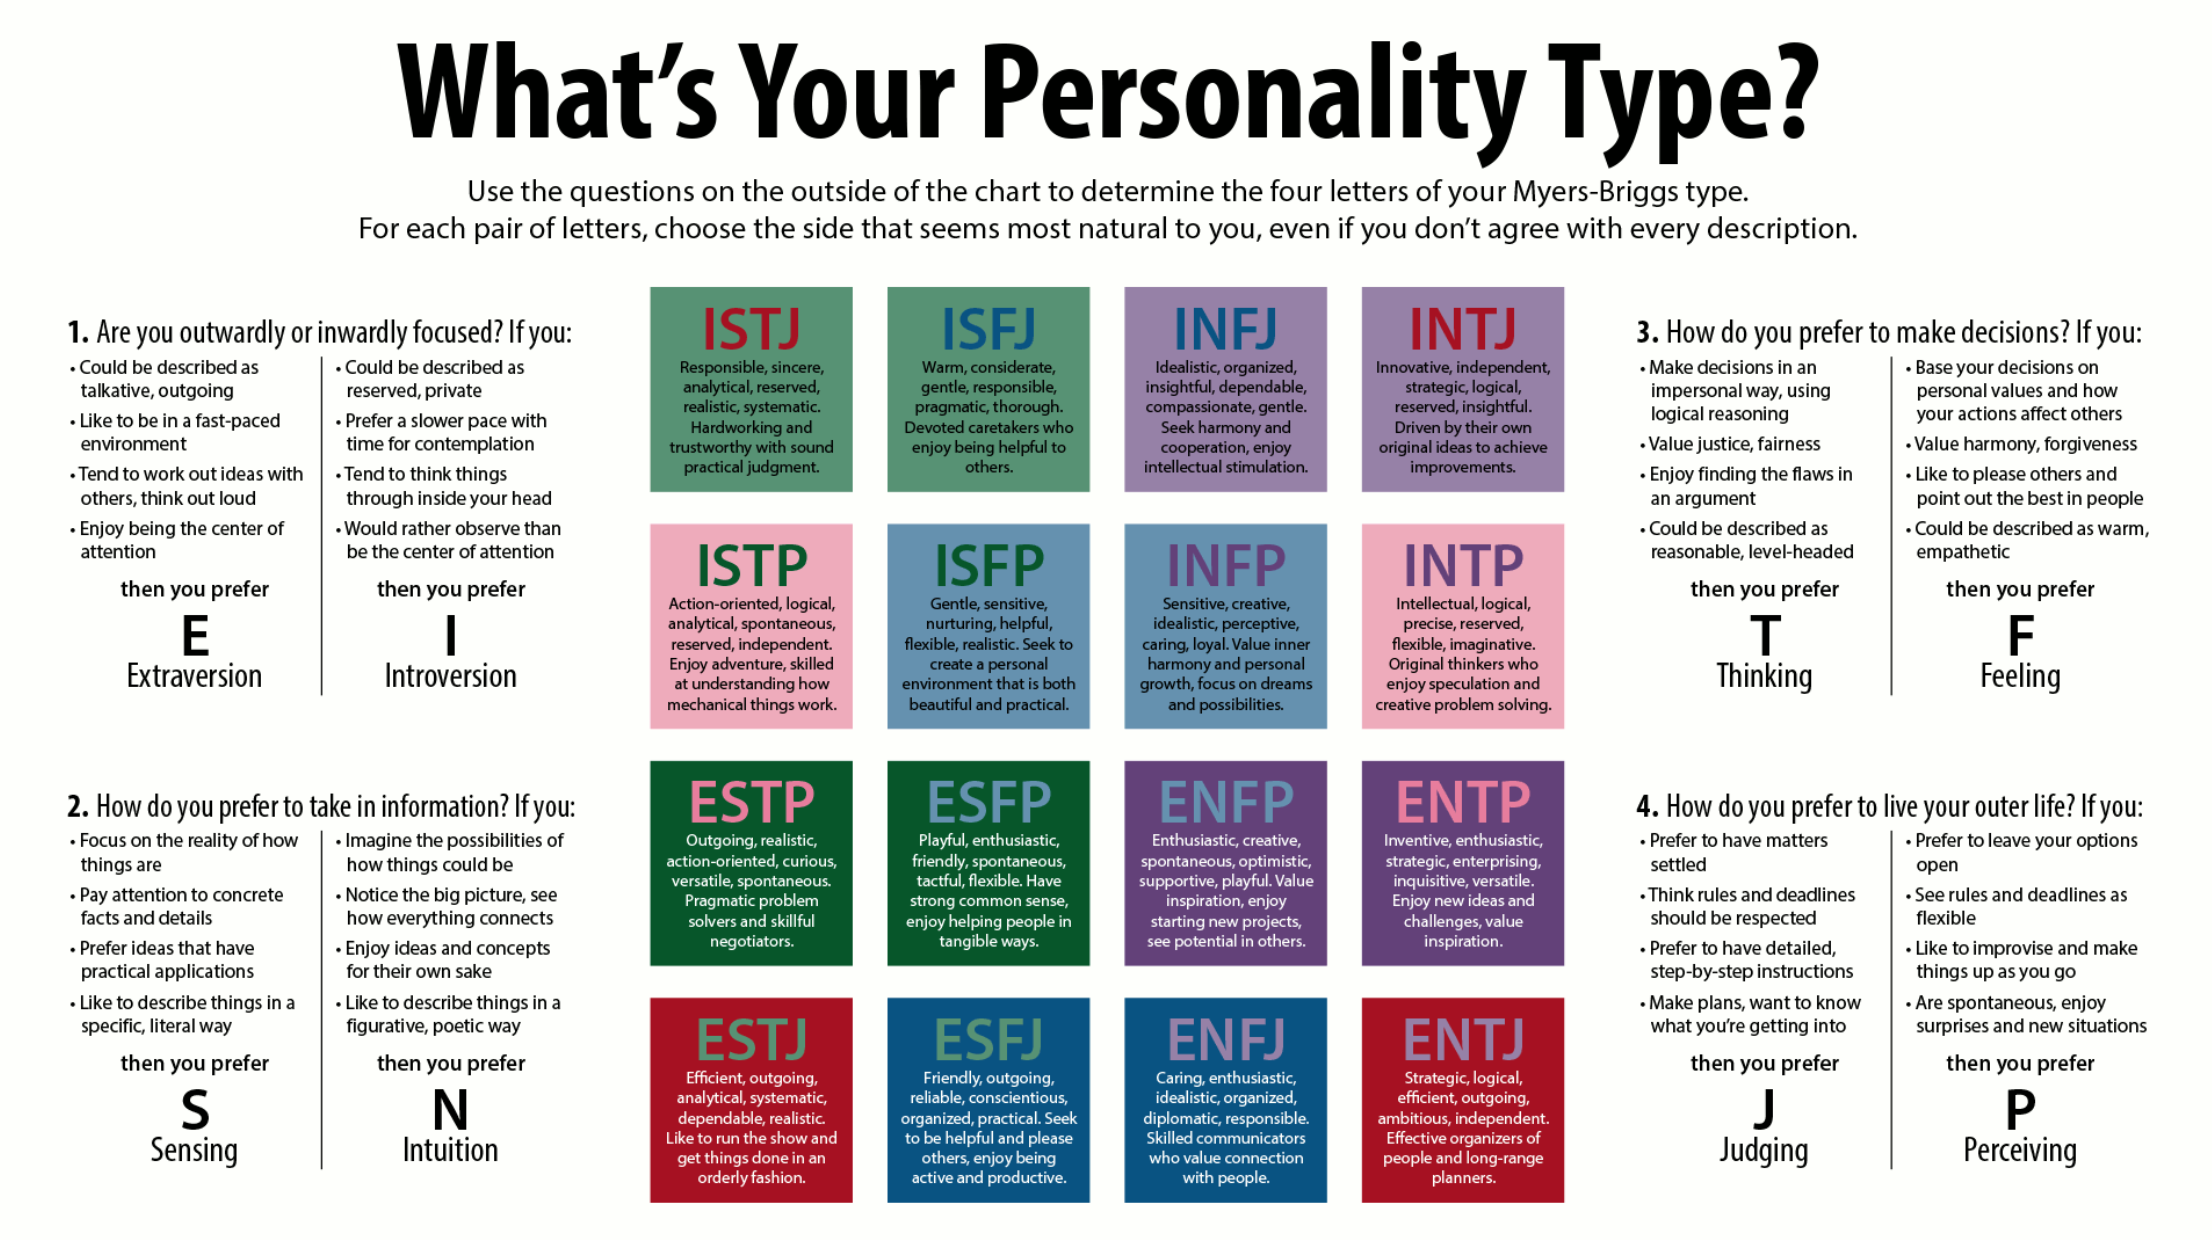 What's Your Personality Type?
Use the questions on the outside of the chart to determine the four letters of your Myers-Briggs type.
For each pair of letters, choose the side that seems most natural to you, even if you don't agree with every description.
1. Are you outwardly or inwardly focused? If you:
• Could be described as
talkative, outgoing
• Like to be in a fast-paced
environment
• Tend to work out ideas with
others, think out loud
• Enjoy being the center of
attention
then you prefer
E
Extraversion
• Could be described as
reserved, private
• Prefer a slower pace with
time for contemplation
• Tend to think things
through inside your head
• Would rather observe than
be the center of attention
then you prefer
I
Introversion
2. How do you prefer to take in information? If you:
• Focus on the reality of how
things are
• Pay attention to concrete
facts and details
• Prefer ideas that have
practical applications
• Like to describe things in a
specific, literal way
then you prefer
S
Sensing
• Imagine the possibilities of
how things could be
• Notice the big picture, see
how everything connects
• Enjoy ideas and concepts
for their own sake
• Like to describe things in a
figurative, poetic way
then you prefer
N
Intuition
ISTJ
Responsible, sincere,
analytical, reserved,
realistic, systematic.
Hardworking and
trustworthy with sound
practical judgment.
ISFJ
Warm, considerate,
gentle, responsible,
pragmatic, thorough.
Devoted caretakers who
enjoy being helpful to
others.
INFJ
Idealistic, organized,
insightful, dependable,
compassionate, gentle.
Seek harmony and
cooperation, enjoy
intellectual stimulation.
INTJ
Innovative, independent,
strategic, logical,
reserved, insightful.
Driven by their own
original ideas to achieve
improvements.
ISTP
Action-oriented, logical,
analytical, spontaneous,
reserved, independent.
Enjoy adventure, skilled
at understanding how
mechanical things work.
ISFP
Gentle, sensitive,
nurturing, helpful,
flexible, realistic. Seek to
create a personal
environment that is both
beautiful and practical.
INFP
Sensitive, creative,
idealistic, perceptive,
caring, loyal. Value inner
harmony and personal
growth, focus on dreams
and possibilities.
INTP
Intellectual, logical,
precise, reserved,
flexible, imaginative.
Original thinkers who
enjoy speculation and
creative problem solving.
ESTP
Outgoing, realistic,
action-oriented, curious,
versatile, spontaneous.
Pragmatic problem
solvers and skillful
negotiators.
ESFP
Playful, enthusiastic,
friendly, spontaneous,
tactful, flexible. Have
strong common sense,
enjoy helping people in
tangible ways.
ENFP
Enthusiastic, creative,
spontaneous, optimistic,
supportive, playful. Value
inspiration, enjoy
starting new projects,
see potential in others.
ENTP
Inventive, enthusiastic,
strategic, enterprising,
inquisitive, versatile.
Enjoy new ideas and
challenges, value
inspiration.
ESTJ
Efficient, outgoing,
analytical, systematic,
dependable, realistic.
Like to run the show and
get things done in an
orderly fashion.
ESFJ
Friendly, outgoing,
reliable, conscientious,
organized, practical. Seek
to be helpful and please
others, enjoy being
active and productive.
ENFJ
Caring, enthusiastic,
idealistic, organized,
diplomatic, responsible.
Skilled communicators
who value connection
with people.
ENTJ
Strategic, logical,
efficient, outgoing,
ambitious, independent.
Effective organizers of
people and long-range
planners.
3. How do you prefer to make decisions? If you:
• Make decisions in an
impersonal way, using
logical reasoning
• Value justice, fairness
• Enjoy finding the flaws in
an argument
• Could be described as
reasonable, level-headed
then you prefer
T
Thinking
• Base your decisions on
personal values and how
your actions affect others
• Value harmony, forgiveness
• Like to please others and
point out the best in people
• Could be described as warm,
empathetic
then you prefer
F
Feeling
4. How do you prefer to live your outer life? If you:
• Prefer to have matters
settled
• Think rules and deadlines
should be respected
• Prefer to have detailed,
step-by-step instructions
• Make plans, want to know
what you're getting into
then you prefer
J
Judging
• Prefer to leave your options
open
• See rules and deadlines as
flexible
• Like to improvise and make
things up as you go
• Are spontaneous, enjoy
surprises and new situations
then you prefer
P
Perceiving